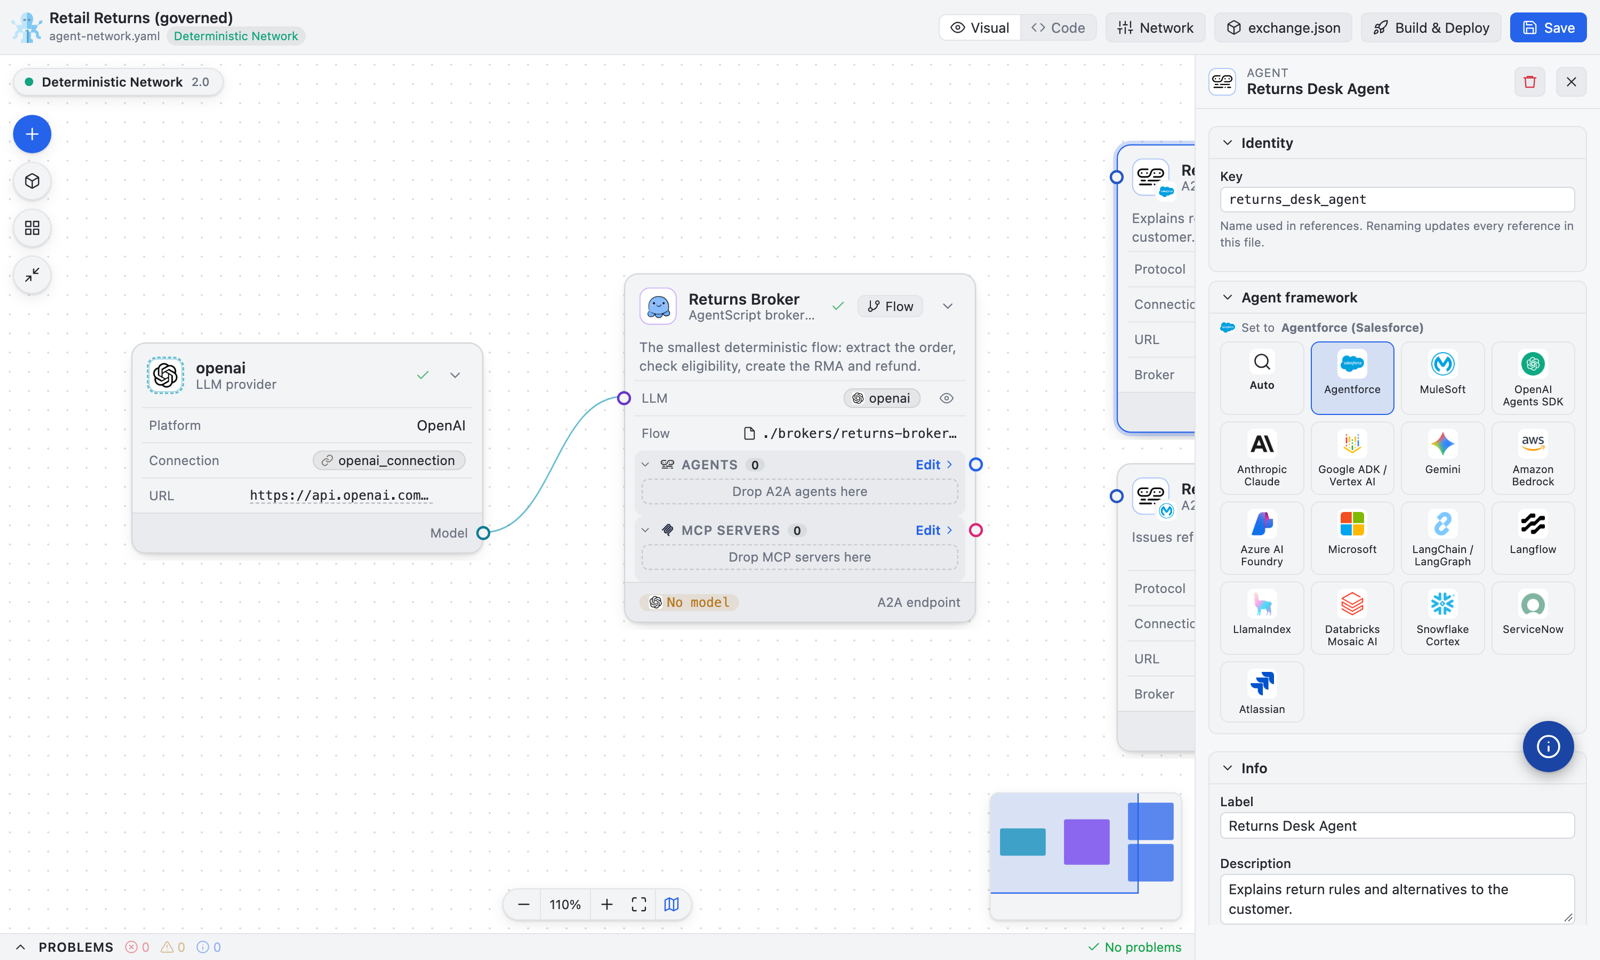 Retail Returns (governed)
agent-network.yaml Deterministic Network
Visual Code Network exchange.json Build & Deploy Save
Deterministic Network 2.0
openai
LLM provider
Platform OpenAI
Connection openai_connection
URL https://api.openai.com…
Model
Returns Broker
AgentScript broker...
Flow
The smallest deterministic flow: extract the order,
check eligibility, create the RMA and refund.
LLM openai
Flow ./brokers/returns-broker…
AGENTS 0 Edit
Drop A2A agents here
MCP SERVERS 0 Edit
Drop MCP servers here
No model A2A endpoint
Explains
customer.
Protocol
URL
Broker
Issues
Protocol
URL
Broker
110%
PROBLEMS 0 0 0
No problems
AGENT
Returns Desk Agent
Identity
Key
returns_desk_agent
Name used in references. Renaming updates every reference in
this file.
Agent framework
Set to Agentforce (Salesforce)
Auto
Agentforce
MuleSoft
OpenAI
Agents SDK
Anthropic
Claude
Google ADK /
Vertex AI
Gemini
aws
Amazon
Bedrock
Azure AI
Foundry
Microsoft
LangChain /
LangGraph
Langflow
LlamaIndex
Databricks
Mosaic AI
Snowflake
Cortex
ServiceNow
Atlassian
Info
Label
Returns Desk Agent
Description
Explains return rules and alternatives to the
customer.